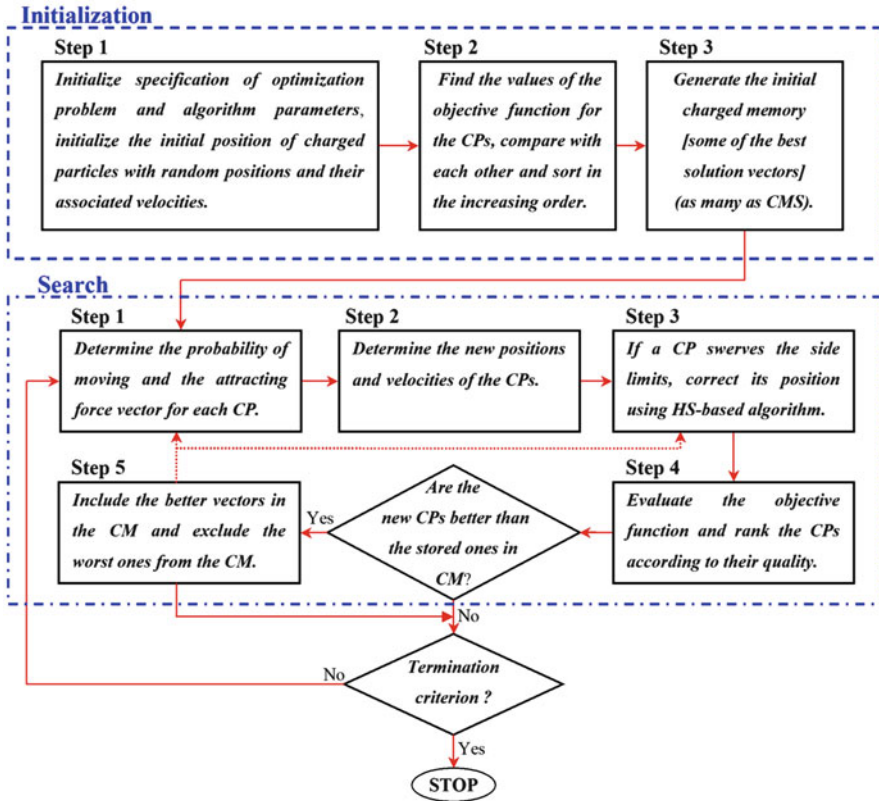 Initialization
Step 1
Initialize specification of optimization
problem and algorithm parameters,
initialize the initial position of charged
particles with random positions and their
associated velocities.
Step 2
Find the values of the
objective function for
the CPs, compare with
each other and sort in
the increasing order.
Step 3
Generate the initial
charged memory
[some of the best
solution vectors]
(as many as CMS).
Search
Step 1
Determine the probability of
moving and the attracting
force vector for each CP.
Step 2
Determine the new positions
and velocities of the CPs.
Step 3
If a CP swerves the side
limits, correct its position
using HS-based algorithm.
Step 4
Evaluate the objective
function and rank the CPs
according to their quality.
Are the
new CPs better than
the stored ones in
CM?
Yes
Step 5
Include the better vectors in
the CM and exclude the
worst ones from the CM.
No
Termination
criterion ?
No
Yes
STOP